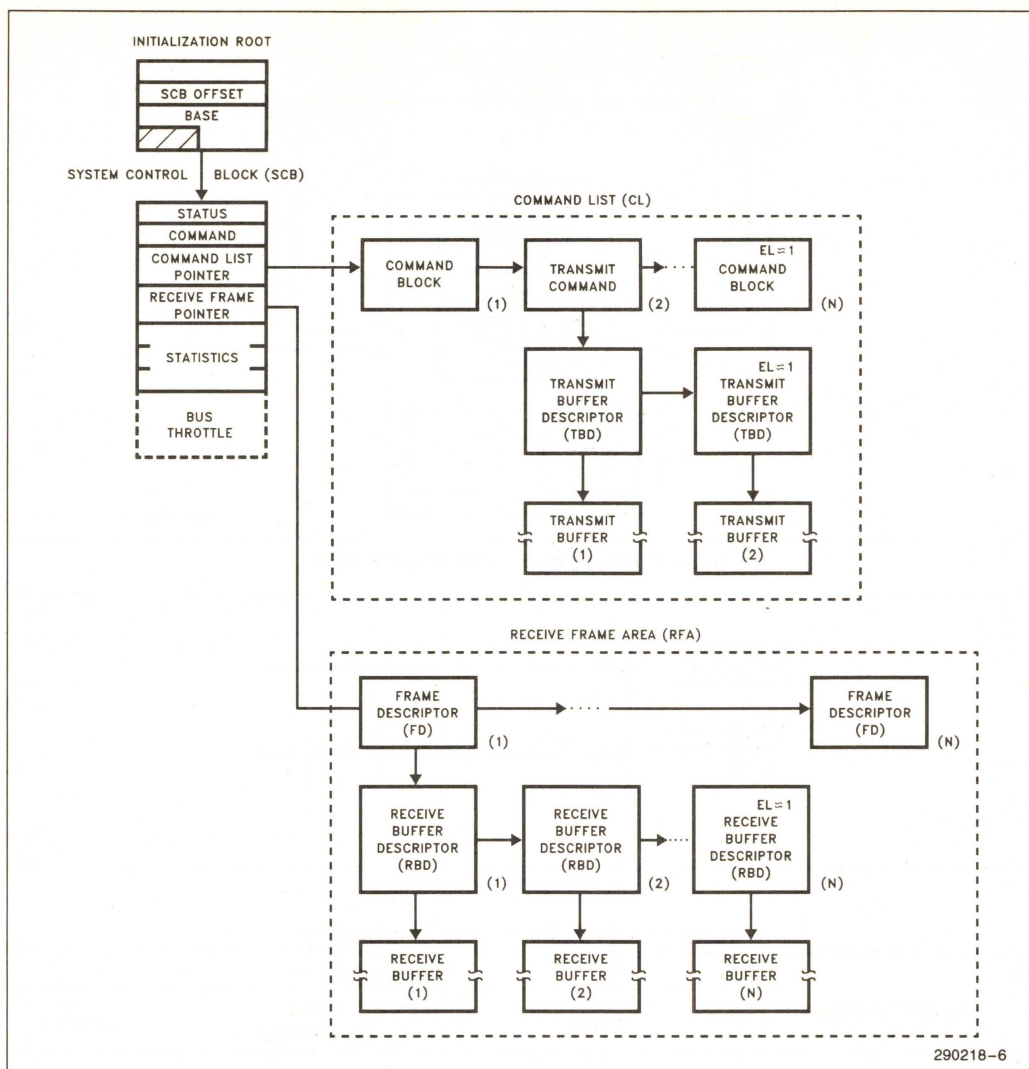 INITIALIZATION ROOT
SCB OFFSET
BASE
SYSTEM CONTROL BLOCK (SCB)
STATUS
COMMAND
COMMAND LIST
POINTER
RECEIVE FRAME
POINTER
STATISTICS
BUS
THROTTLE
COMMAND LIST (CL)
COMMAND
BLOCK
(1)
TRANSMIT
COMMAND
(2)
EL=1
COMMAND
BLOCK
(N)
TRANSMIT
BUFFER
DESCRIPTOR
(TBD)
EL=1
TRANSMIT
BUFFER
DESCRIPTOR
(TBD)
TRANSMIT
BUFFER
(1)
TRANSMIT
BUFFER
(2)
RECEIVE FRAME AREA (RFA)
FRAME
DESCRIPTOR
(FD)
(1)
FRAME
DESCRIPTOR
(FD)
(N)
RECEIVE
BUFFER
DESCRIPTOR
(RBD)
(1)
RECEIVE
BUFFER
DESCRIPTOR
(RBD)
(2)
EL=1
RECEIVE
BUFFER
DESCRIPTOR
(RBD)
(N)
RECEIVE
BUFFER
(1)
RECEIVE
BUFFER
(2)
RECEIVE
BUFFER
(N)
290218-6